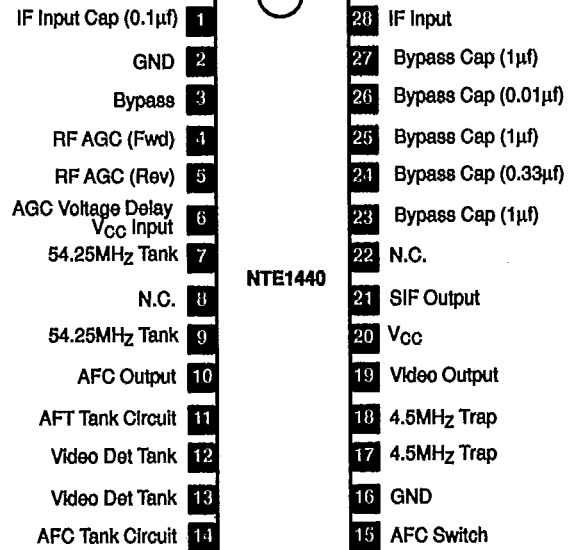 IF Input Cap (0.1µf) 1
GND 2
Bypass 3
RF AGC (Fwd) 4
RF AGC (Rev) 5
AGC Voltage Delay
VCC Input 6
54.25MHz Tank 7
N.C. 8
54.25MHz Tank 9
AFC Output 10
AFT Tank Circuit 11
Video Det Tank 12
Video Det Tank 13
AFC Tank Circuit 14
NTE1440
28 IF Input
27 Bypass Cap (1µf)
26 Bypass Cap (0.01µf)
25 Bypass Cap (1µf)
24 Bypass Cap (0.33µf)
23 Bypass Cap (1µf)
22 N.C.
21 SIF Output
20 VCC
19 Video Output
18 4.5MHz Trap
17 4.5MHz Trap
16 GND
15 AFC Switch